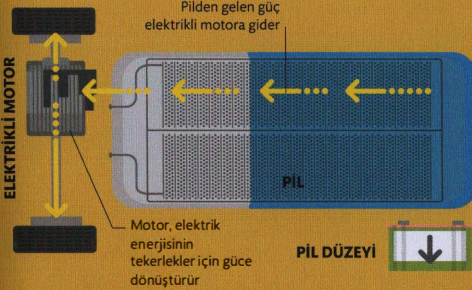 Pilden gelen güç
elektrikli motora gider
ELEKTRİKLİ MOTOR
PİL
Motor, elektrik
enerjisinin
tekerlekler için güce
dönüştürür
PİL DÜZEYİ